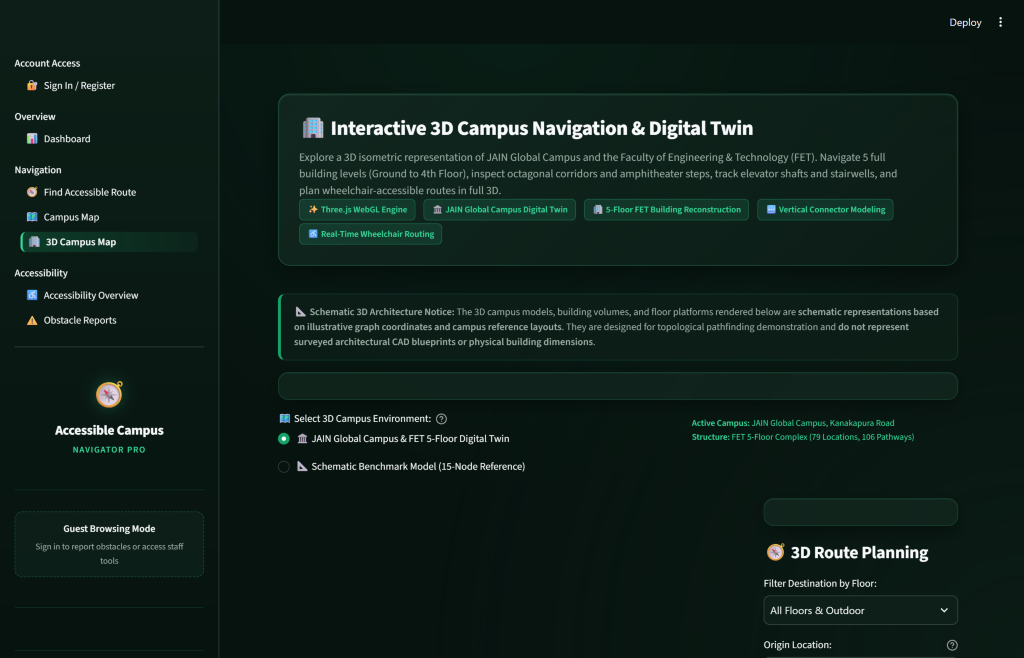 Deploy
Account Access
Sign In / Register
Overview
Dashboard
Navigation
Find Accessible Route
Campus Map
3D Campus Map
Accessibility
Accessibility Overview
Obstacle Reports
Accessible Campus
NAVIGATOR PRO
Guest Browsing Mode
Sign in to report obstacles or access staff
tools
Interactive 3D Campus Navigation & Digital Twin
Explore a 3D isometric representation of JAIN Global Campus and the Faculty of Engineering & Technology (FET). Navigate 5 full
building levels (Ground to 4th Floor), inspect octagonal corridors and amphitheater steps, track elevator shafts and stairwells, and
plan wheelchair-accessible routes in full 3D.
Three.js WebGL Engine
JAIN Global Campus Digital Twin
5-Floor FET Building Reconstruction
Vertical Connector Modeling
Real-Time Wheelchair Routing
Schematic 3D Architecture Notice: The 3D campus models, building volumes, and floor platforms rendered below are schematic representations based
on illustrative graph coordinates and campus reference layouts. They are designed for topological pathfinding demonstration and do not represent
surveyed architectural CAD blueprints or physical building dimensions.
Select 3D Campus Environment:
JAIN Global Campus & FET 5-Floor Digital Twin
Schematic Benchmark Model (15-Node Reference)
Active Campus: JAIN Global Campus, Kanakapura Road
Structure: FET 5-Floor Complex (79 Locations, 106 Pathways)
3D Route Planning
Filter Destination by Floor:
All Floors & Outdoor
Origin Location: